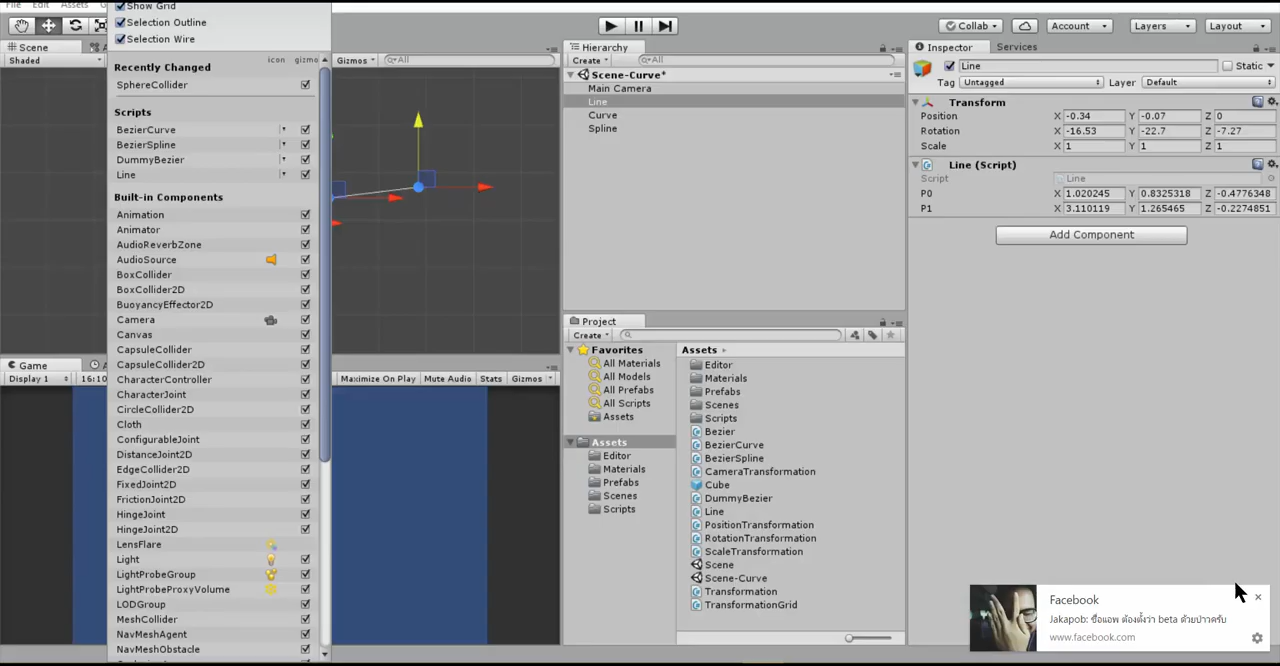 File Edit Assets
Show Grid
Selection Outline
Selection Wire
icon gizmo
Recently Changed
SphereCollider
Scripts
BezierCurve
BezierSpline
DummyBezier
Line
Built-in Components
Animation
Animator
AudioReverbZone
AudioSource
BoxCollider
BoxCollider2D
BuoyancyEffector2D
Camera
Canvas
CapsuleCollider
CapsuleCollider2D
CharacterController
CharacterJoint
CircleCollider2D
Cloth
ConfigurableJoint
DistanceJoint2D
EdgeCollider2D
FixedJoint2D
FrictionJoint2D
HingeJoint
HingeJoint2D
LensFlare
Light
LightProbeGroup
LightProbeProxyVolume
LODGroup
MeshCollider
NavMeshAgent
NavMeshObstacle
Scene
Shaded
Gizmos
All
Game
Display 1
16:10
Maximize On Play Mute Audio Stats Gizmos
Collab Account Layers Layout
Hierarchy
Create All
Scene-Curve*
Main Camera
Line
Curve
Spline
Project
Create
Favorites
All Materials
All Models
All Prefabs
All Scripts
Assets
Assets
Editor
Materials
Prefabs
Scenes
Scripts
Assets
Editor
Materials
Prefabs
Scenes
Scripts
Bezier
BezierCurve
BezierSpline
CameraTransformation
Cube
DummyBezier
Line
PositionTransformation
RotationTransformation
ScaleTransformation
Scene
Scene-Curve
Transformation
TransformationGrid
Inspector Services
Line Static
Tag Untagged Layer Default
Transform
Position X -0.34 Y -0.07 Z 0
Rotation X -16.53 Y -22.7 Z -7.27
Scale X 1 Y 1 Z 1
Line (Script)
Script Line
P0 X 1.020245 Y 0.8325318 Z -0.4776348
P1 X 3.110119 Y 1.265465 Z -0.2274851
Add Component
Facebook
Jakapob: ชื่อแอพ ต้องตั้งว่า beta ด้วยป่าวครับ
www.facebook.com